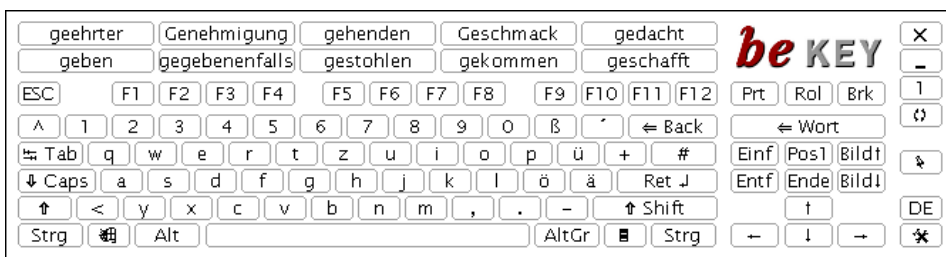 geehrter Genehmigung gehenden Geschmack gedacht be KEY X
geben gegebenenfalls gestohlen gekommen geschafft _
ESC F1 F2 F3 F4 F5 F6 F7 F8 F9 F10 F11 F12 Prt Rol Brk 1
^ 1 2 3 4 5 6 7 8 9 0 ß ´ ⇐ Back ⇐ Wort
↹ Tab q w e r t z u i o p ü + # Einf Pos1 Bild↑
⇩ Caps a s d f g h j k l ö ä Ret ↲ Entf Ende Bild↓
⇧ < y x c v b n m , . - ⇧ Shift ↑ DE
Strg Alt AltGr Strg ← ↓ →